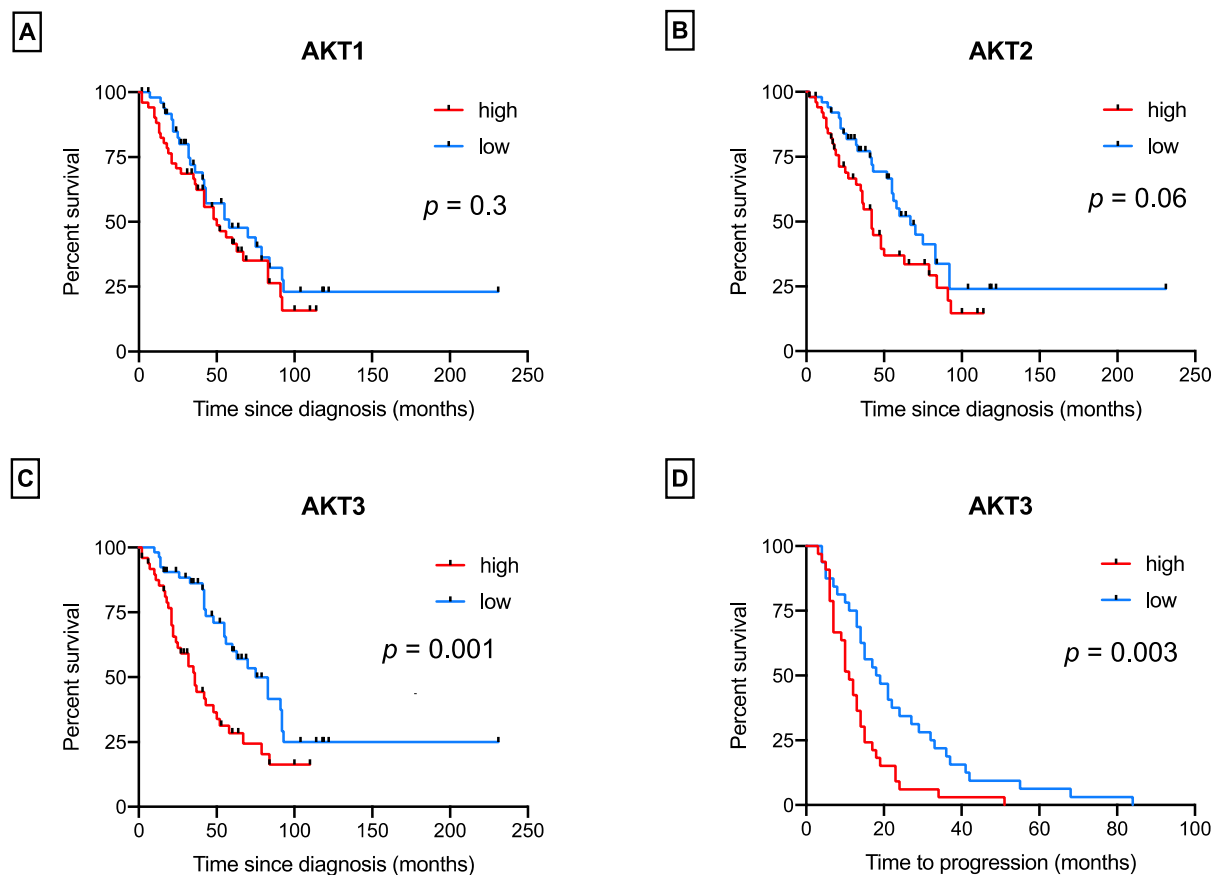 A
AKT1
Percent survival
100
75
50
25
0
high
low
p = 0.3
0 50 100 150 200 250
Time since diagnosis (months)
B
AKT2
Percent survival
100
75
50
25
0
high
low
p = 0.06
0 50 100 150 200 250
Time since diagnosis (months)
C
AKT3
Percent survival
100
75
50
25
0
high
low
p = 0.001
0 50 100 150 200 250
Time since diagnosis (months)
D
AKT3
Percent survival
100
75
50
25
0
high
low
p = 0.003
0 20 40 60 80 100
Time to progression (months)